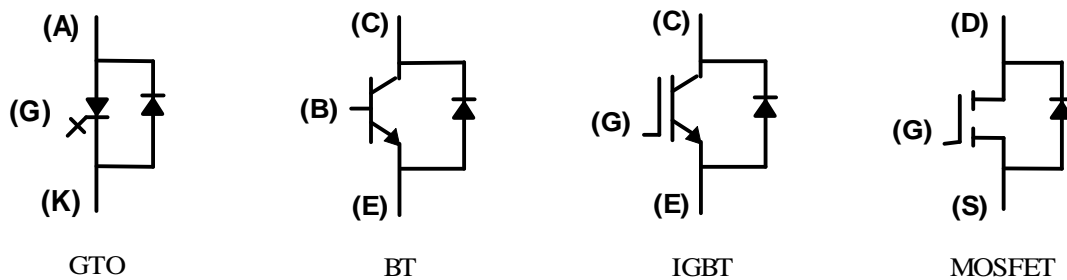 (A) (C) (C) (D)
(G) (B) (G) (G)
(K) (E) (E) (S)
GTO BT IGBT MOSFET